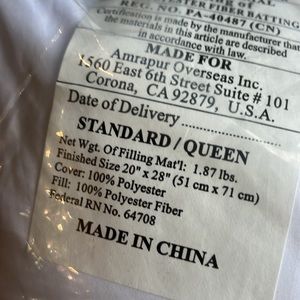 REG. NO. PA-40487 (CN)
Certification is made by the manufacturer that
the materials in this article are described
in accordance with law.
MADE FOR
Amrapur Overseas Inc.
1560 East 6th Street Suite # 101
Corona, CA 92879, U.S.A.
Date of Delivery
STANDARD / QUEEN
Net Wgt. Of Filling Mat'l: 1.87 lbs.
Finished Size 20" x 28" (51 cm x 71 cm)
Cover: 100% Polyester
Fill: 100% Polyester Fiber
Federal RN No. 64708
MADE IN CHINA